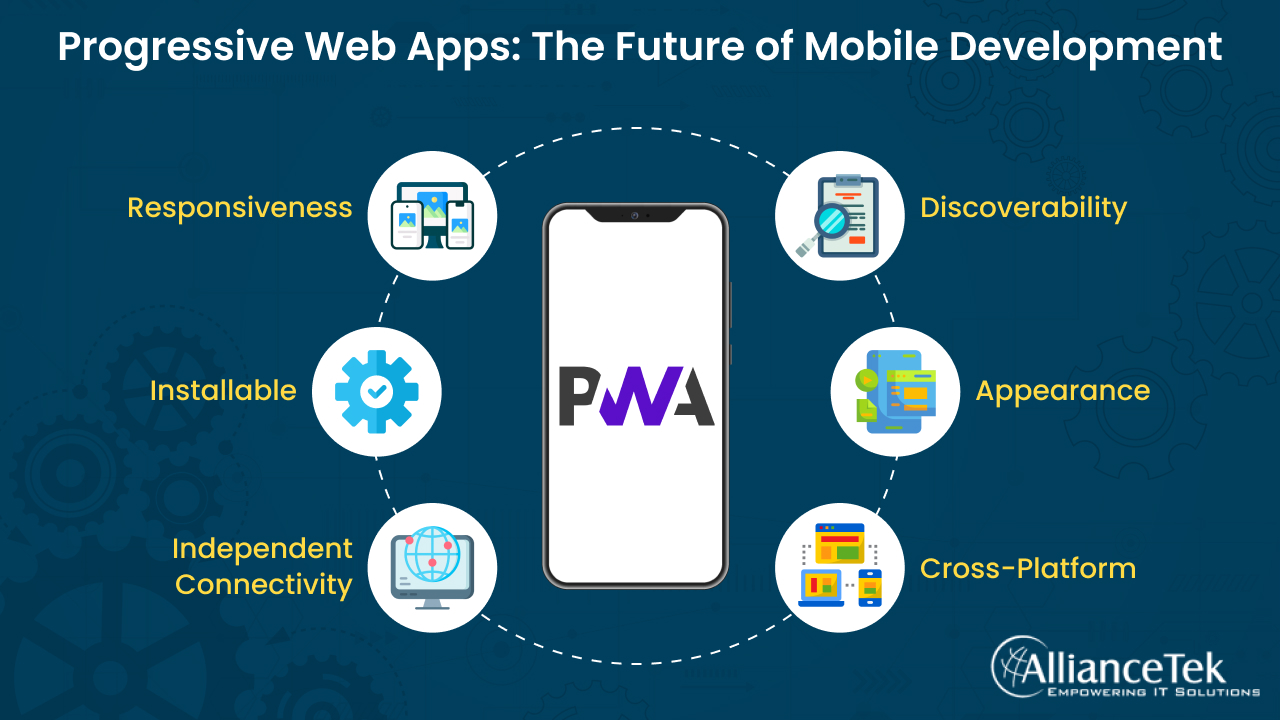 Progressive Web Apps: The Future of Mobile Development
Responsiveness
Discoverability
Installable
PWA
Appearance
Independent
Connectivity
Cross-Platform
AllianceTek
EMPOWERING IT SOLUTIONS